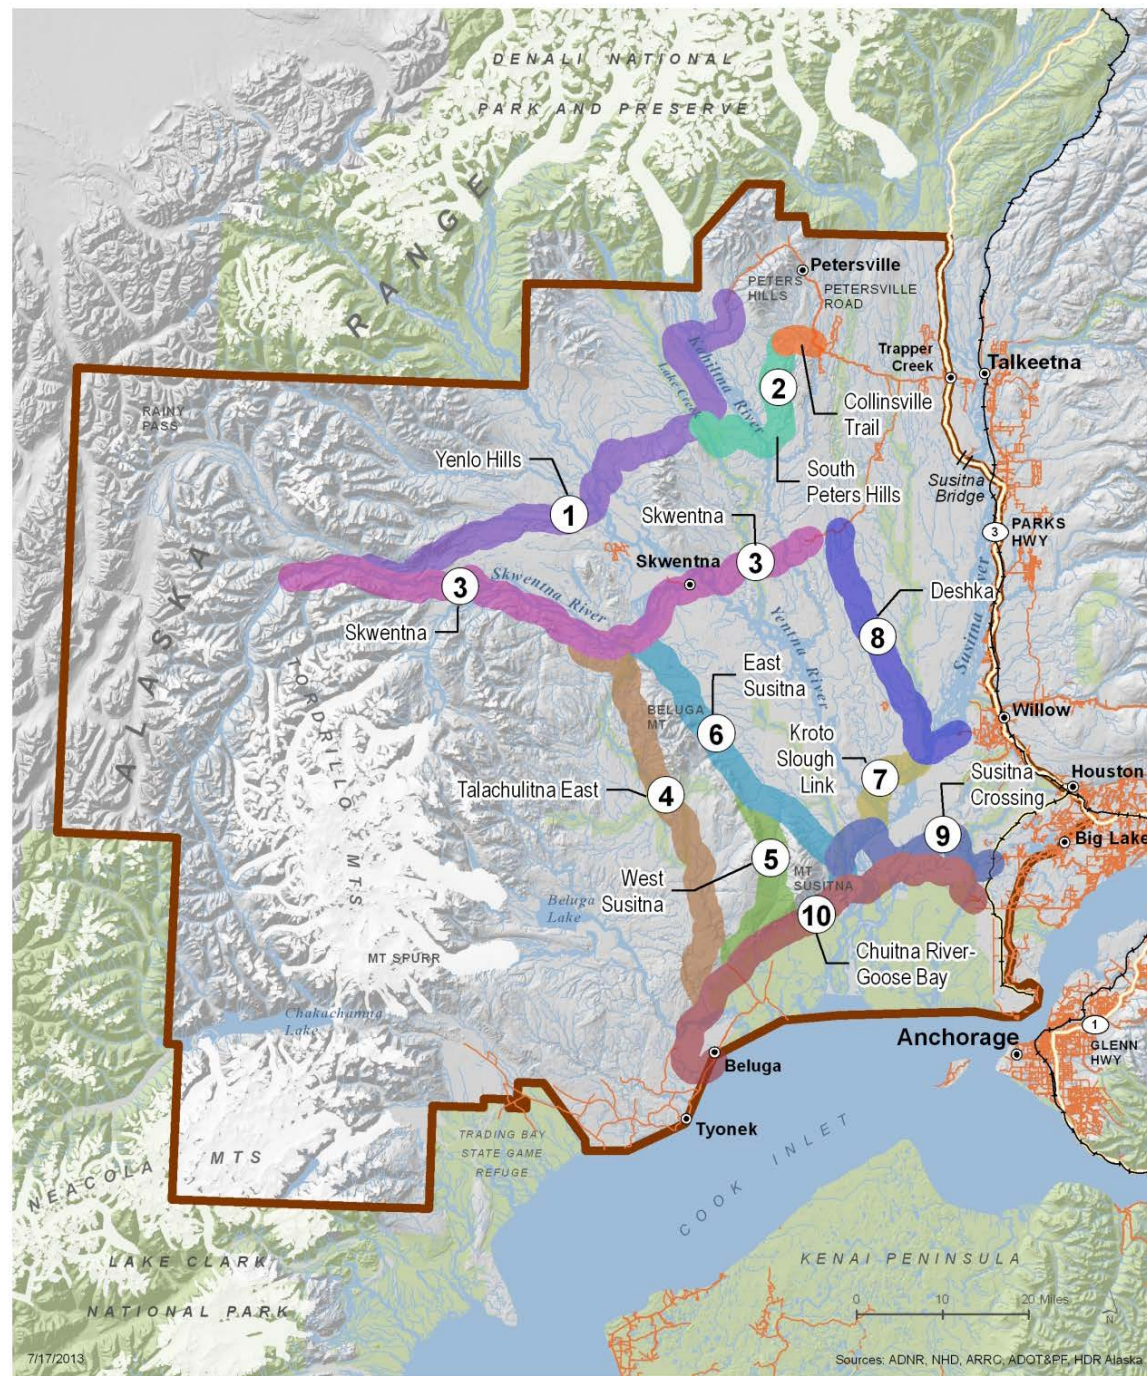 DENALI NATIONAL
PARK AND PRESERVE
ALASKA
RANGE
Petersville
PETERS
HILLS
PETERSVILLE
ROAD
Kahiltna River
Lake Creek
Trapper
Creek
Talkeetna
RAINY
PASS
2
Collinsville
Trail
Yenlo Hills
South
Peters Hills
Susitna
Bridge
1
Skwentna
3
PARKS
HWY
3
Skwentna
3
Skwentna River
3
Skwentna
Deshka
8
Yentna River
Susitna River
TORDRILLO MTS
East
Susitna
BELUGA
MT
6
Willow
Kroto
Slough
Link
7
Susitna
Crossing
Houston
Talachulitna East
4
9
Big Lake
5
West
Susitna
MT
SUSITNA
Beluga
Lake
10
MT SPURR
Chuitna River-
Goose Bay
Chakachamna
Lake
Anchorage
1
GLENN
HWY
Beluga
Tyonek
TRADING BAY
STATE GAME
REFUGE
NEACOLA MTS
COOK INLET
LAKE CLARK
NATIONAL PARK
KENAI PENINSULA
0 10 20 Miles
N
7/17/2013
Sources: ADNR, NHD, ARRC, ADOT&PF, HDR Alaska